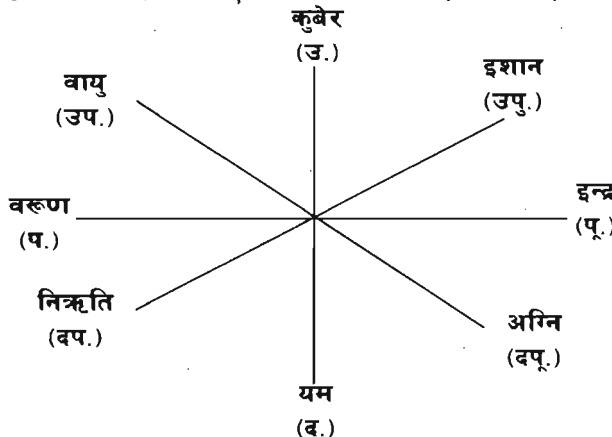 कुबेर
(उ.)
इशान
(उपु.)
वायु
(उप.)
इन्द्र
(पू.)
वरूण
(प.)
निऋति
(दप.)
अग्नि
(दपू.)
यम
(द.)